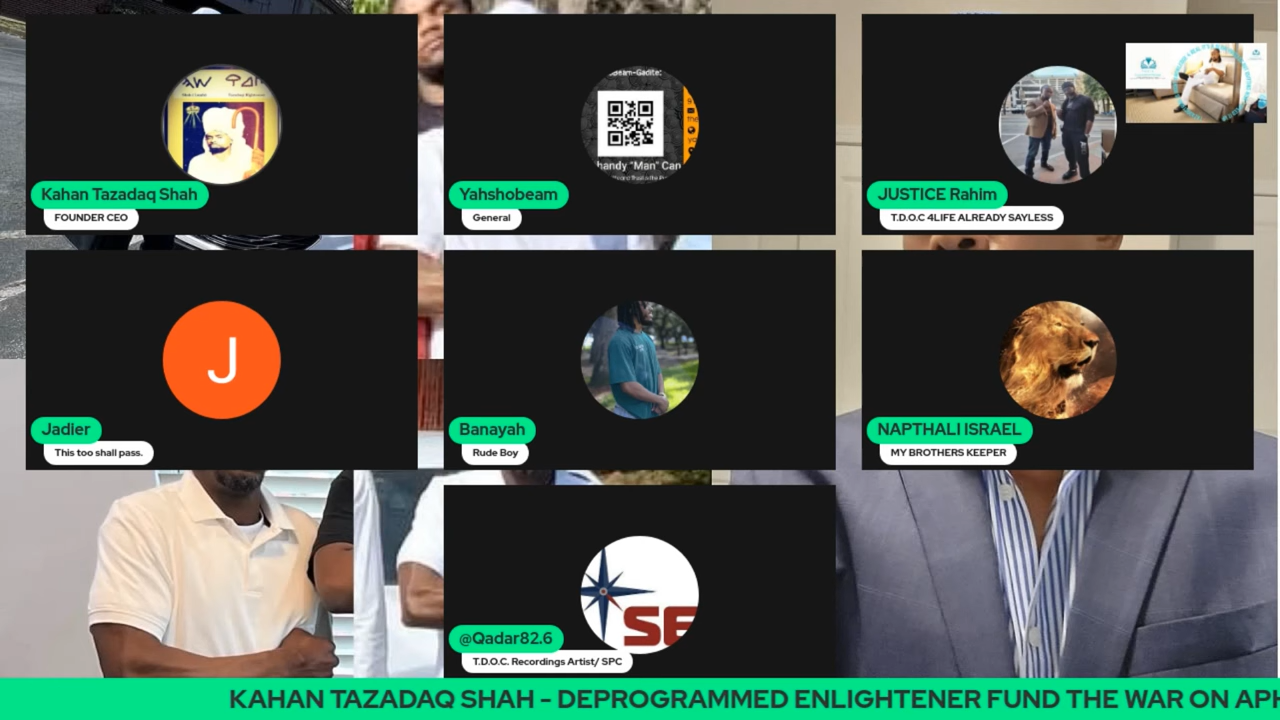 Kahan Tazadaq Shah
FOUNDER CEO
Yahshobeam
General
JUSTICE Rahim
T.D.O.C 4LIFE ALREADY SAYLESS
J
Jadier
This too shall pass.
Banayah
Rude Boy
NAPTHALI ISRAEL
MY BROTHERS KEEPER
SE
@Qadar82.6
T.D.O.C. Recordings Artist/ SPC
KAHAN TAZADAQ SHAH - DEPROGRAMMED ENLIGHTENER FUND THE WAR ON APH